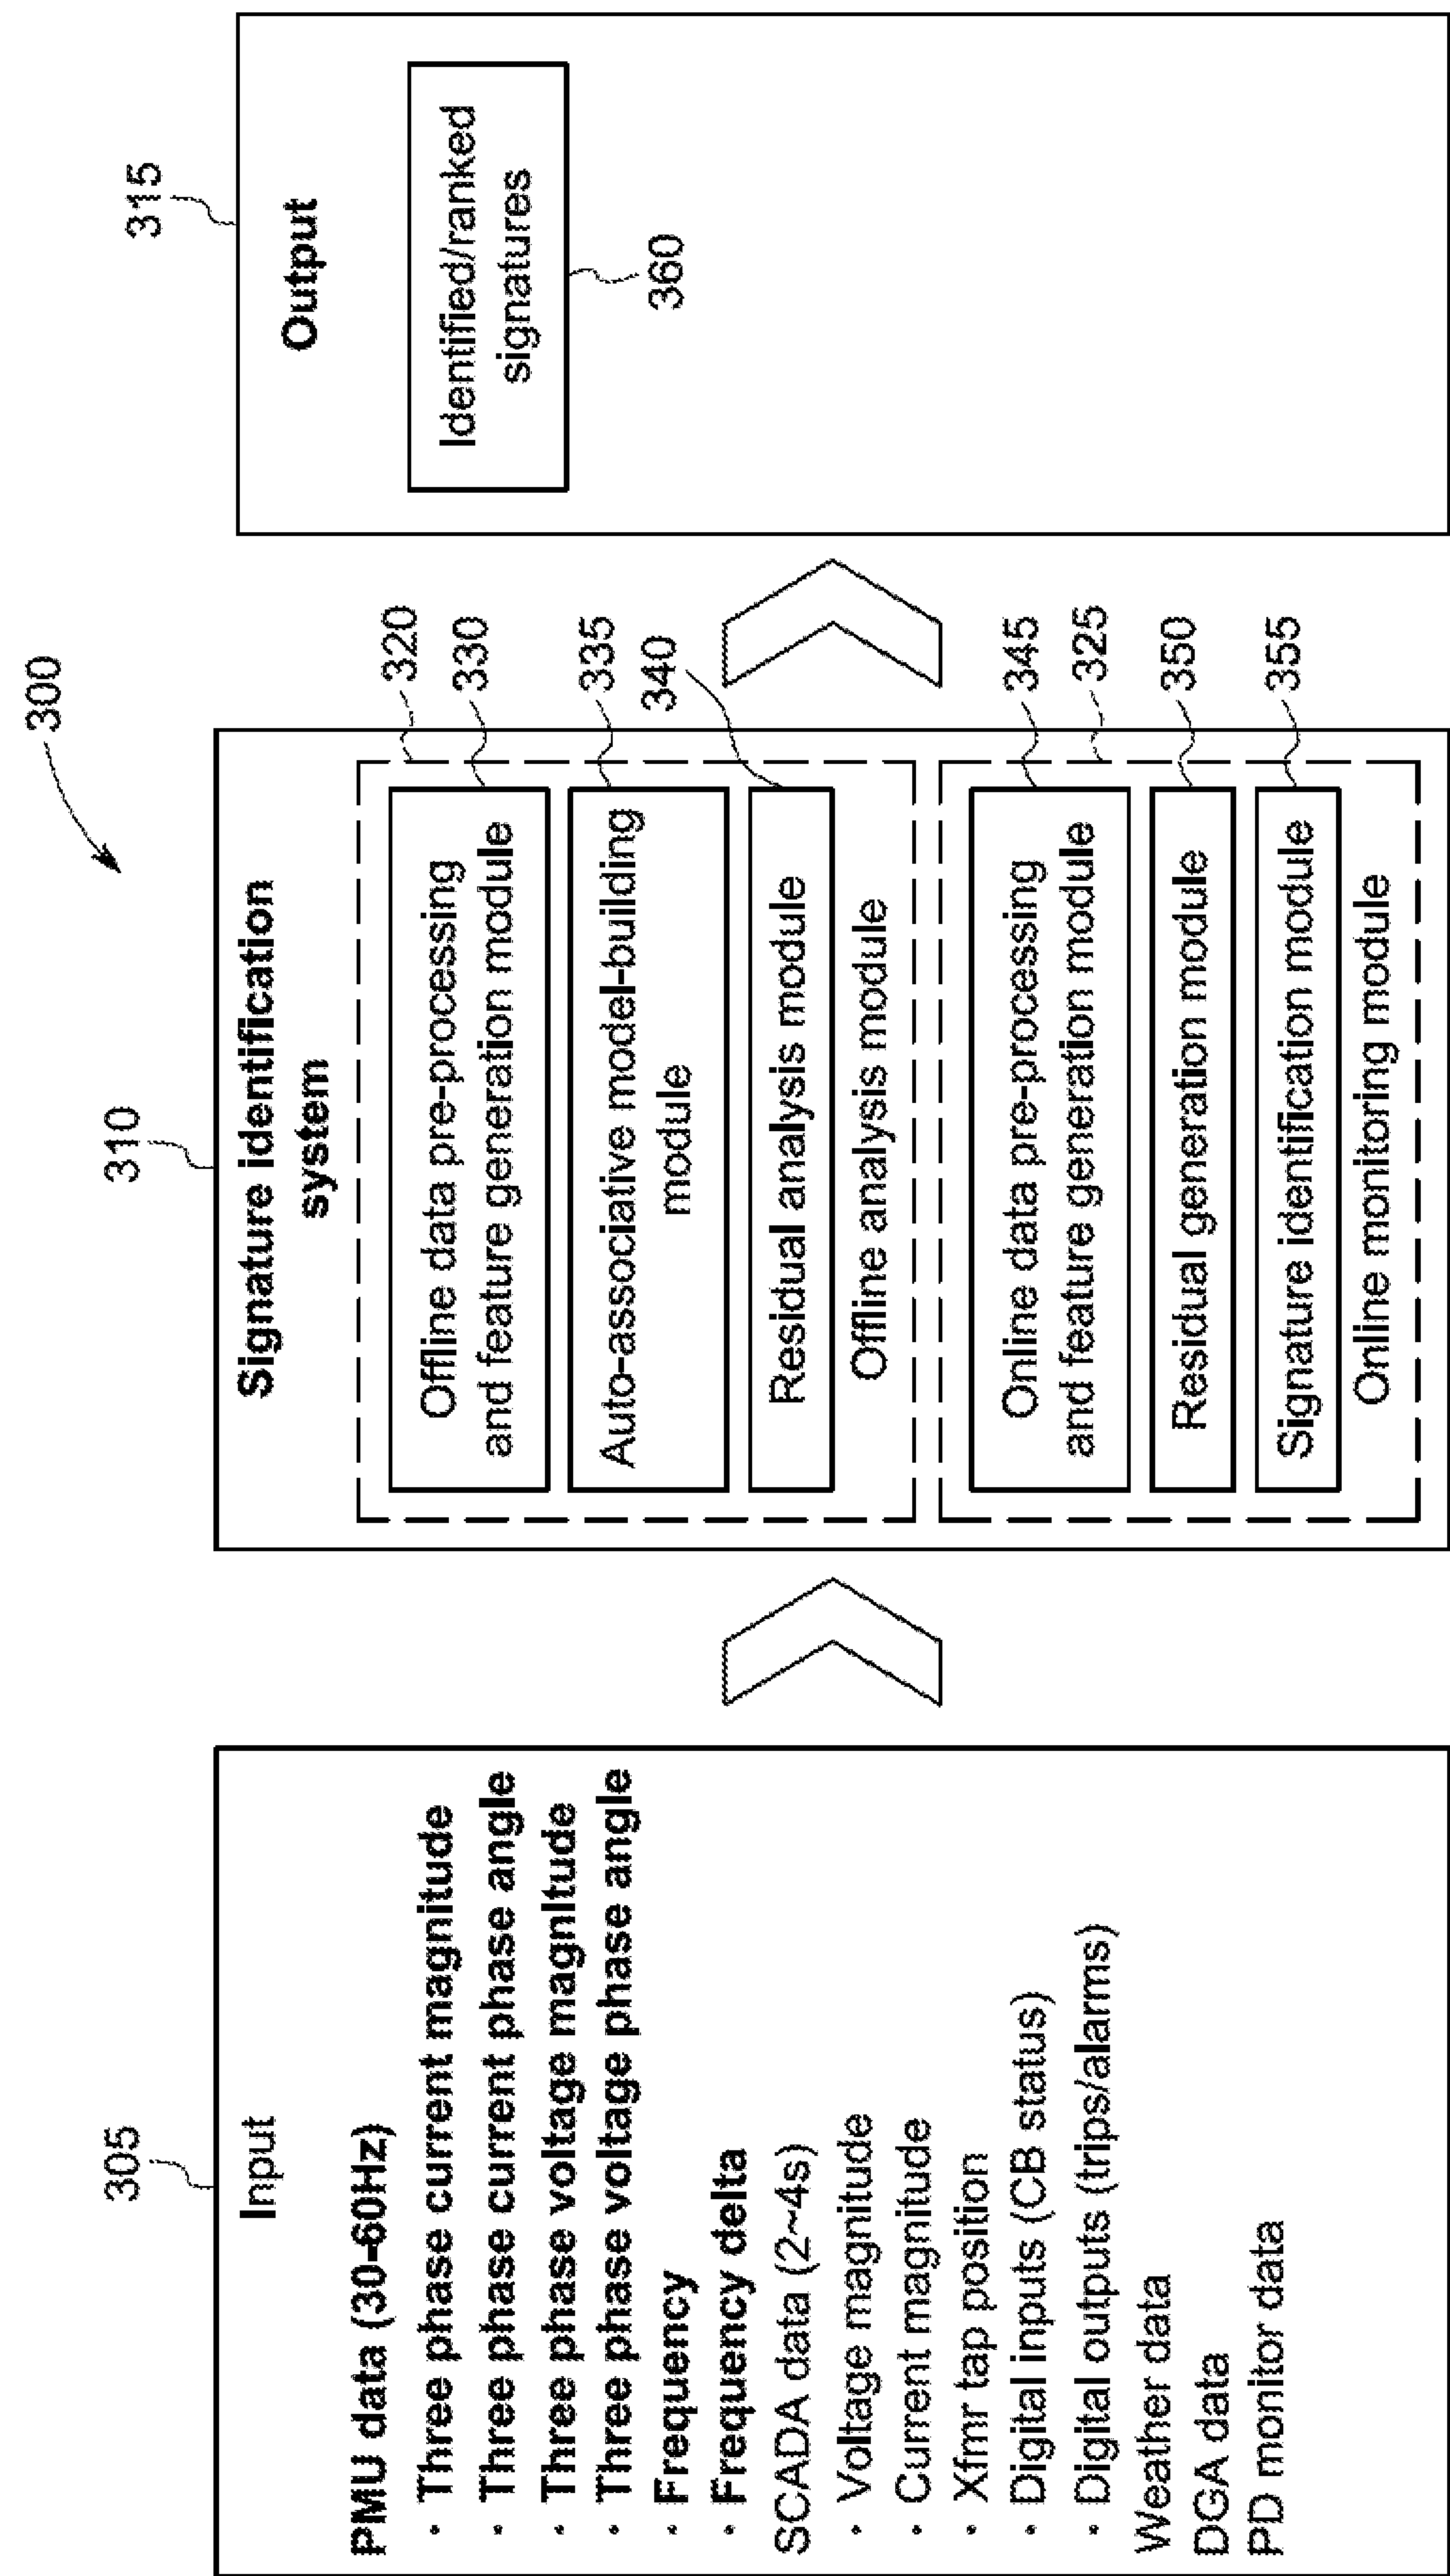 300
305
Input
PMU data (30-60Hz)
· Three phase current magnitude
· Three phase current phase angle
· Three phase voltage magnitude
· Three phase voltage phase angle
· Frequency
· Frequency delta
SCADA data (2~4s)
· Voltage magnitude
· Current magnitude
· Xfmr tap position
· Digital inputs (CB status)
· Digital outputs (trips/alarms)
Weather data
DGA data
PD monitor data
310
Signature identification
system
320
Offline data pre-processing
and feature generation module
330
Auto-associative model-building
module
335
Residual analysis module
340
Offline analysis module
Online data pre-processing
and feature generation module
345
325
Residual generation module
350
Signature identification module
355
Online monitoring module
315
Output
Identified/ranked
signatures
360